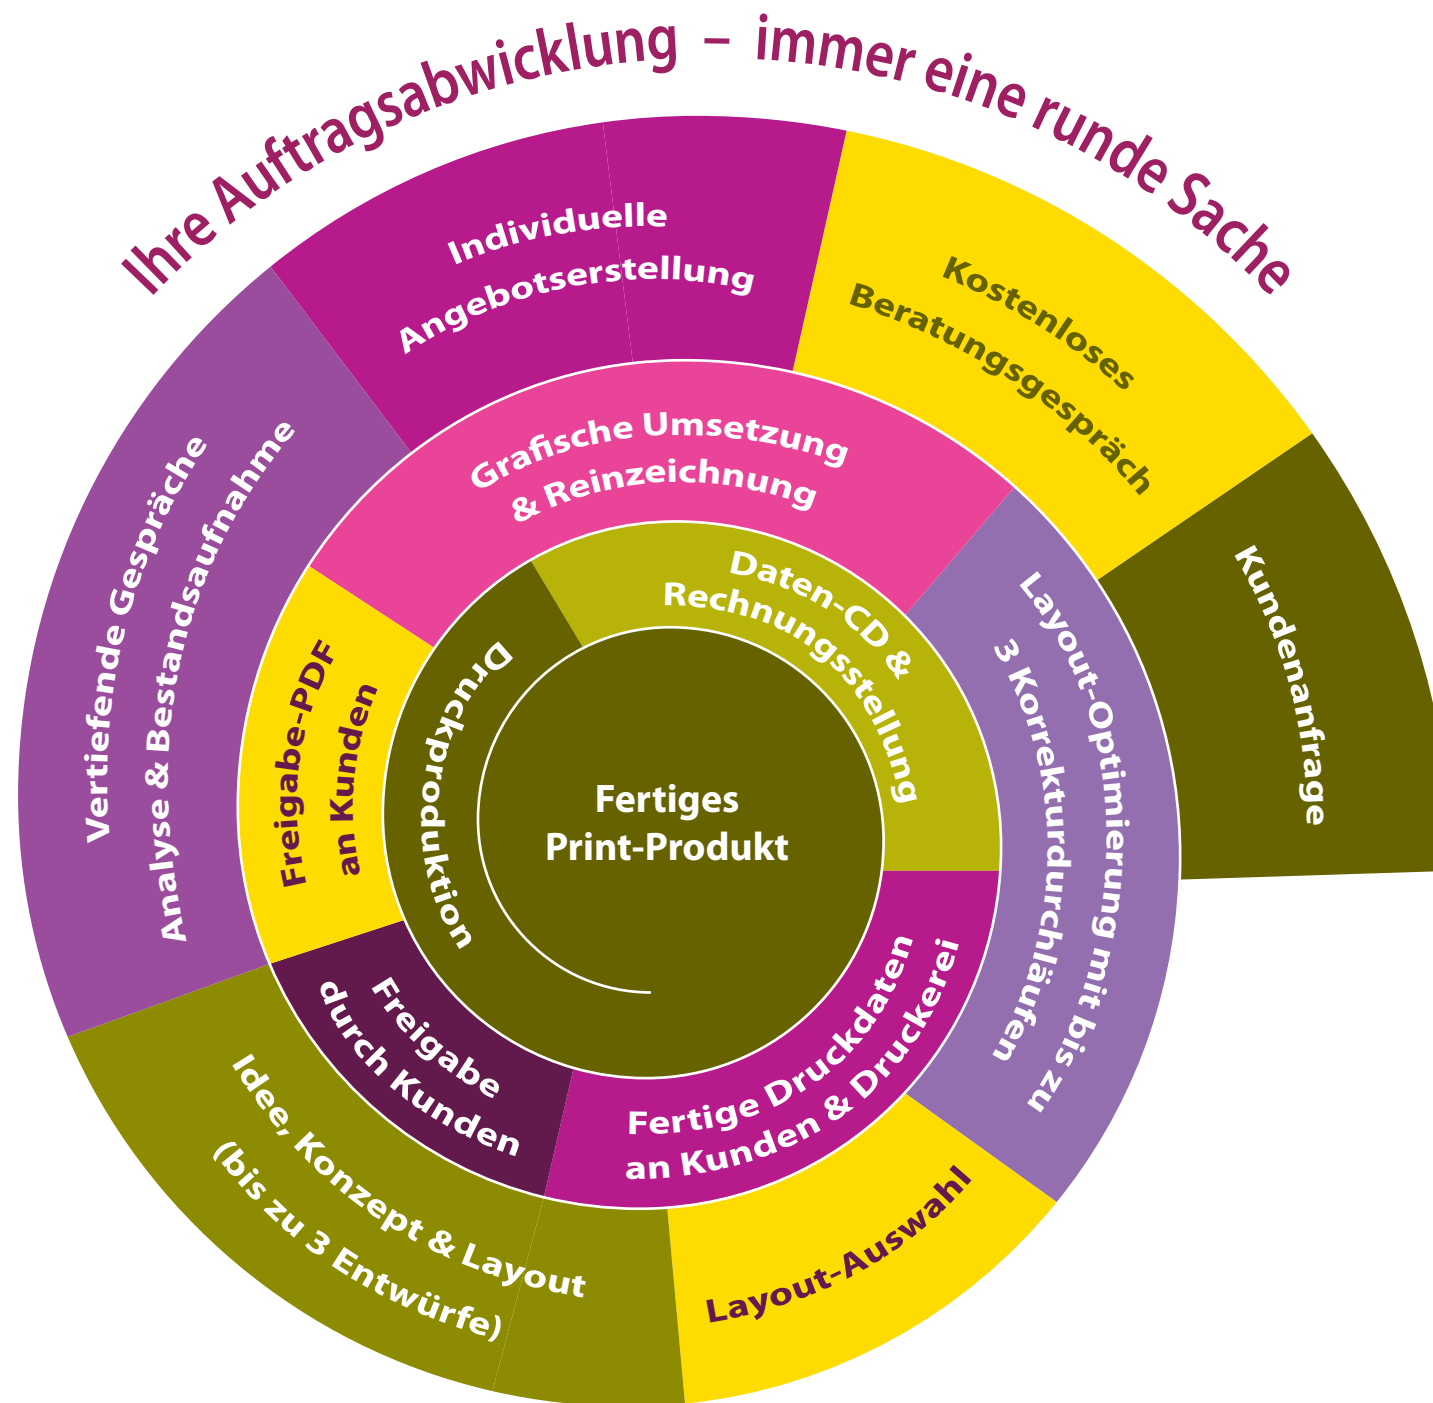 Ihre Auftragsabwicklung – immer eine runde Sache
Kundenanfrage
Kostenloses
Beratungsgespräch
Individuelle
Angebotserstellung
Vertiefende Gespräche
Analyse & Bestandsaufnahme
Idee, Konzept & Layout
(bis zu 3 Entwürfe)
Layout-Auswahl
Layout-Optimierung mit bis zu
3 Korrekturdurchläufen
Grafische Umsetzung
& Reinzeichnung
Freigabe-PDF
an Kunden
Freigabe
durch Kunden
Fertige Druckdaten
an Kunden & Druckerei
Daten-CD &
Rechnungsstellung
Druckproduktion
Fertiges
Print-Produkt